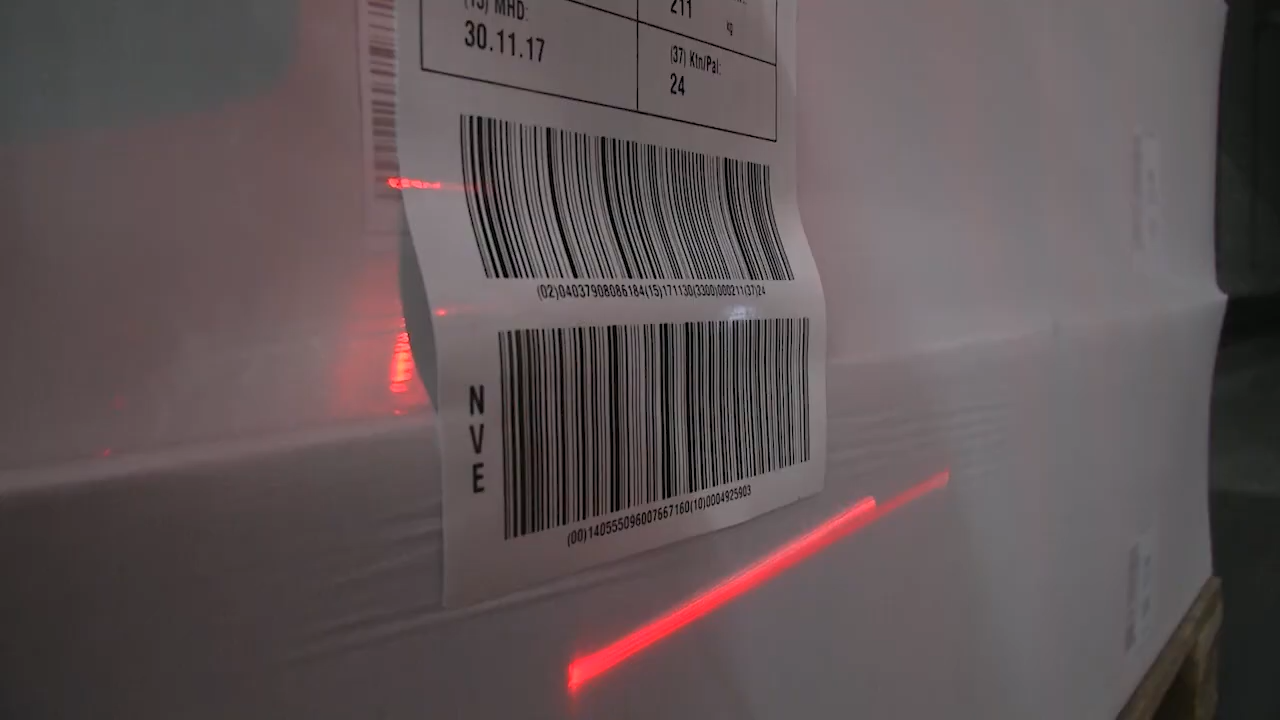 (15) MHD:
30.11.17
211
kg
(37) Ktn/Pal:
24
(02)04037908086184(15)171130(3300)000211(37)24
NVE
(00)140555096007667160(10)0004925903